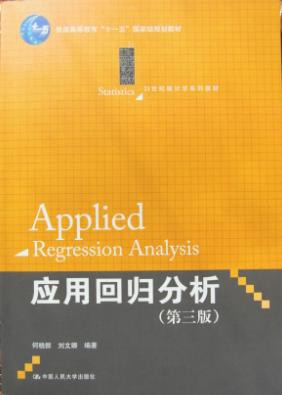 普通高等教育“十一五”国家级规划教材
Statistics 21世纪统计学系列教材
Applied
Regression Analysis
应用回归分析
(第三版)
何晓群 刘文卿 编著
中国人民大学出版社